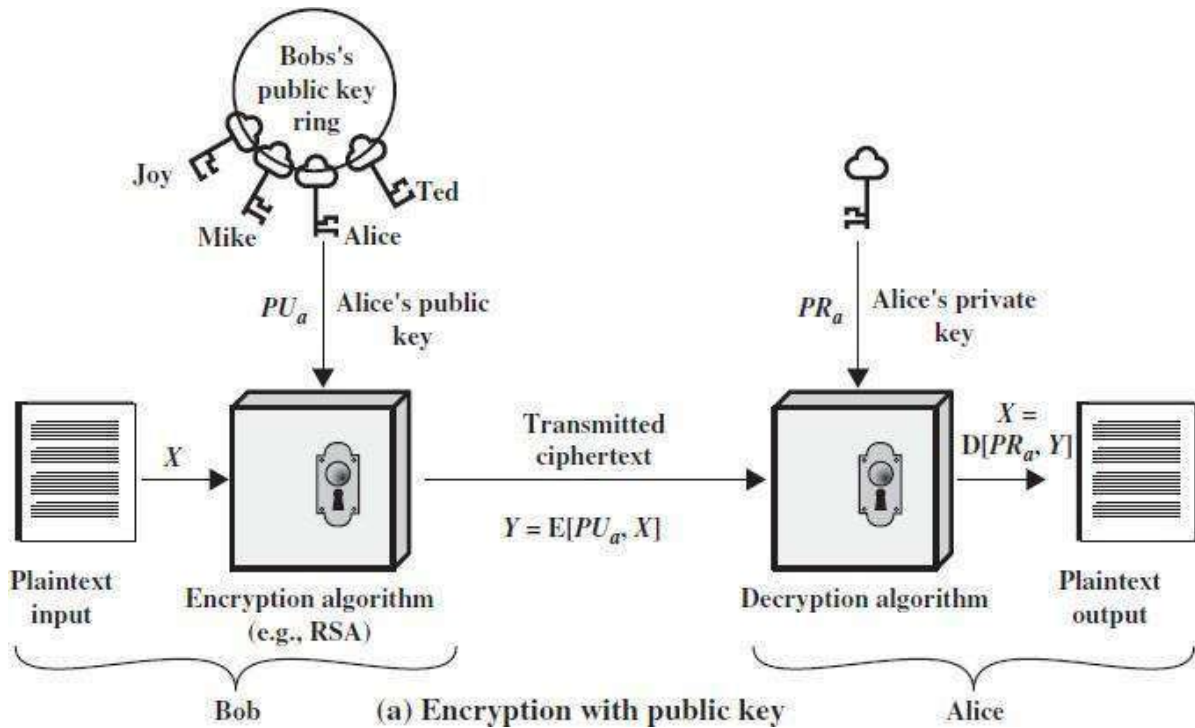 Bobs's
public key
ring
Joy
Ted
Mike
Alice
PUa
Alice's public
key
PRa
Alice's private
key
X
Transmitted
ciphertext
X =
D[PRa, Y]
Y = E[PUa, X]
Plaintext
input
Encryption algorithm
(e.g., RSA)
Decryption algorithm
Plaintext
output
Bob
(a) Encryption with public key
Alice